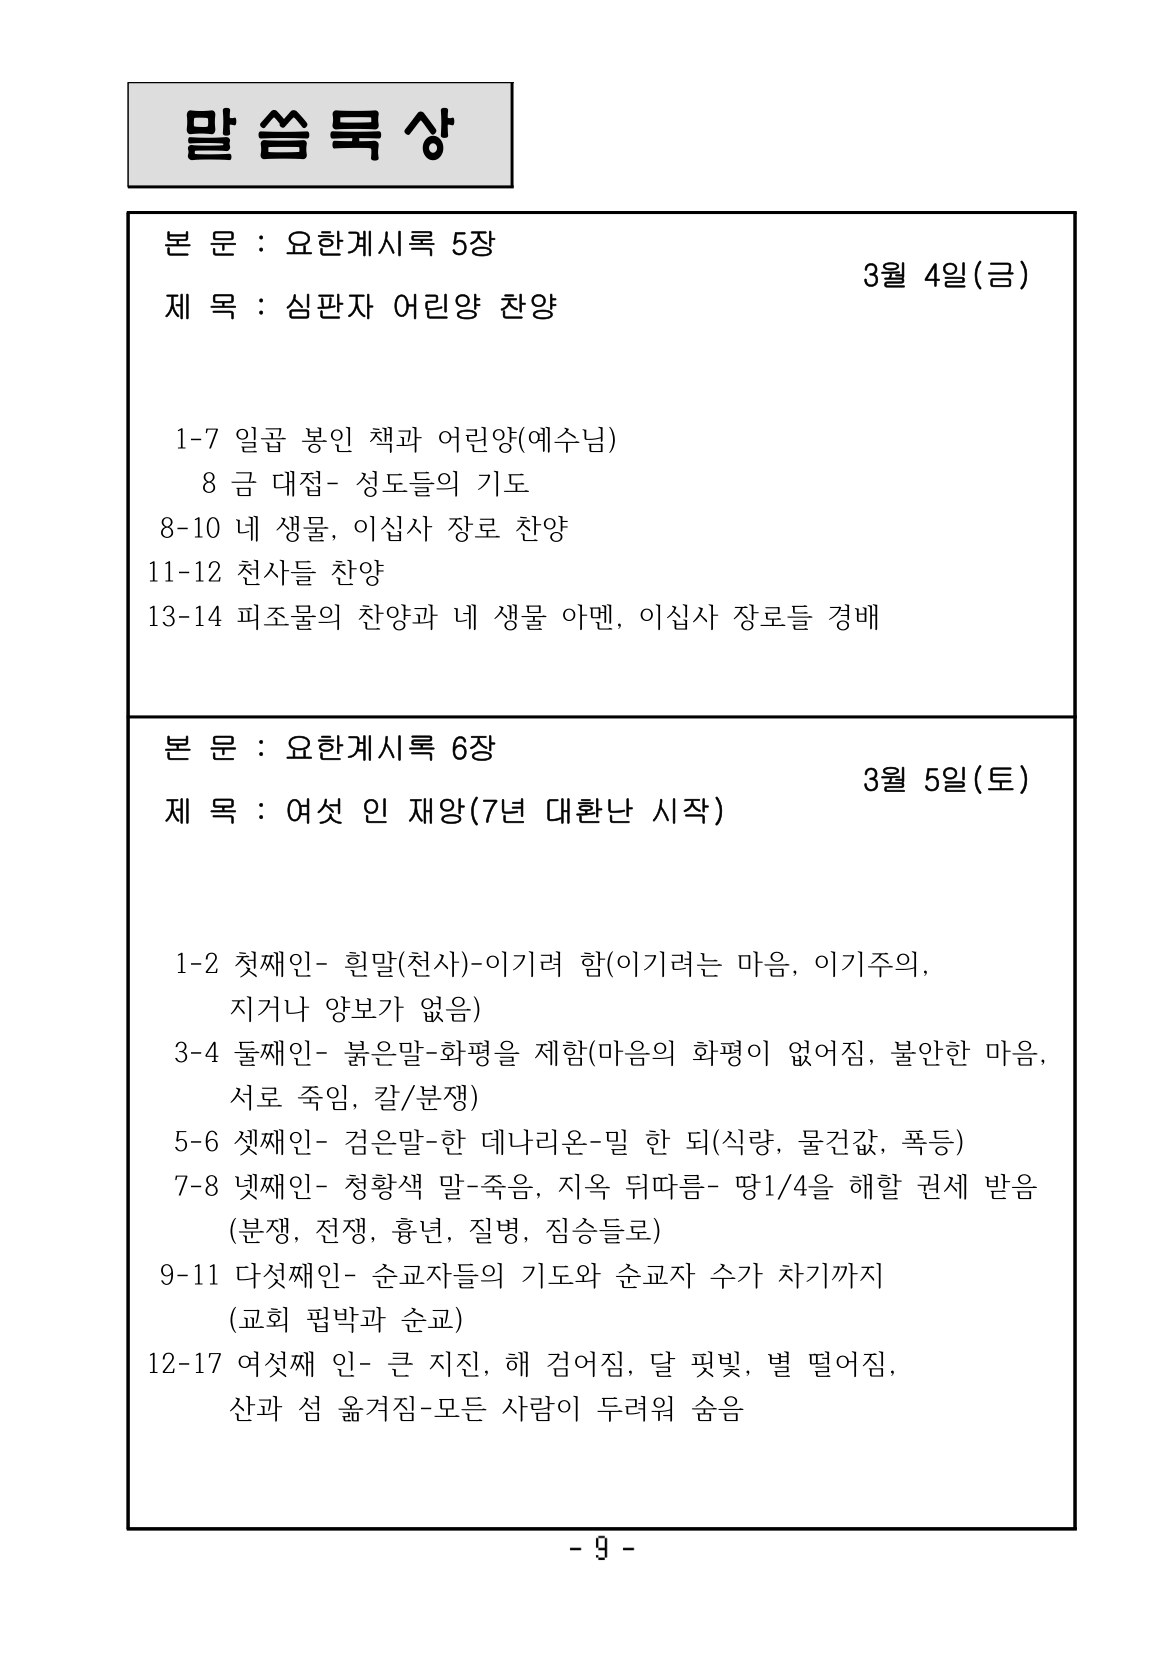 말씀묵상
본 문 : 요한계시록 5장
3월 4일(금)
제 목 : 심판자 어린양 찬양
1-7 일곱 봉인 책과 어린양(예수님)
8 금 대접- 성도들의 기도
8-10 네 생물, 이십사 장로 찬양
11-12 천사들 찬양
13-14 피조물의 찬양과 네 생물 아멘, 이십사 장로들 경배
본 문 : 요한계시록 6장
3월 5일(토)
제 목 : 여섯 인 재앙(7년 대환난 시작)
1-2 첫째인- 흰말(천사)-이기려 함(이기려는 마음, 이기주의,
지거나 양보가 없음)
3-4 둘째인- 붉은말-화평을 제함(마음의 화평이 없어짐, 불안한 마음,
서로 죽임, 칼/분쟁)
5-6 셋째인- 검은말-한 데나리온-밀 한 되(식량, 물건값, 폭등)
7-8 넷째인- 청황색 말-죽음, 지옥 뒤따름- 땅1/4을 해할 권세 받음
(분쟁, 전쟁, 흉년, 질병, 짐승들로)
9-11 다섯째인- 순교자들의 기도와 순교자 수가 차기까지
(교회 핍박과 순교)
12-17 여섯째 인- 큰 지진, 해 검어짐, 달 핏빛, 별 떨어짐,
산과 섬 옮겨짐-모든 사람이 두려워 숨음
- 9 -